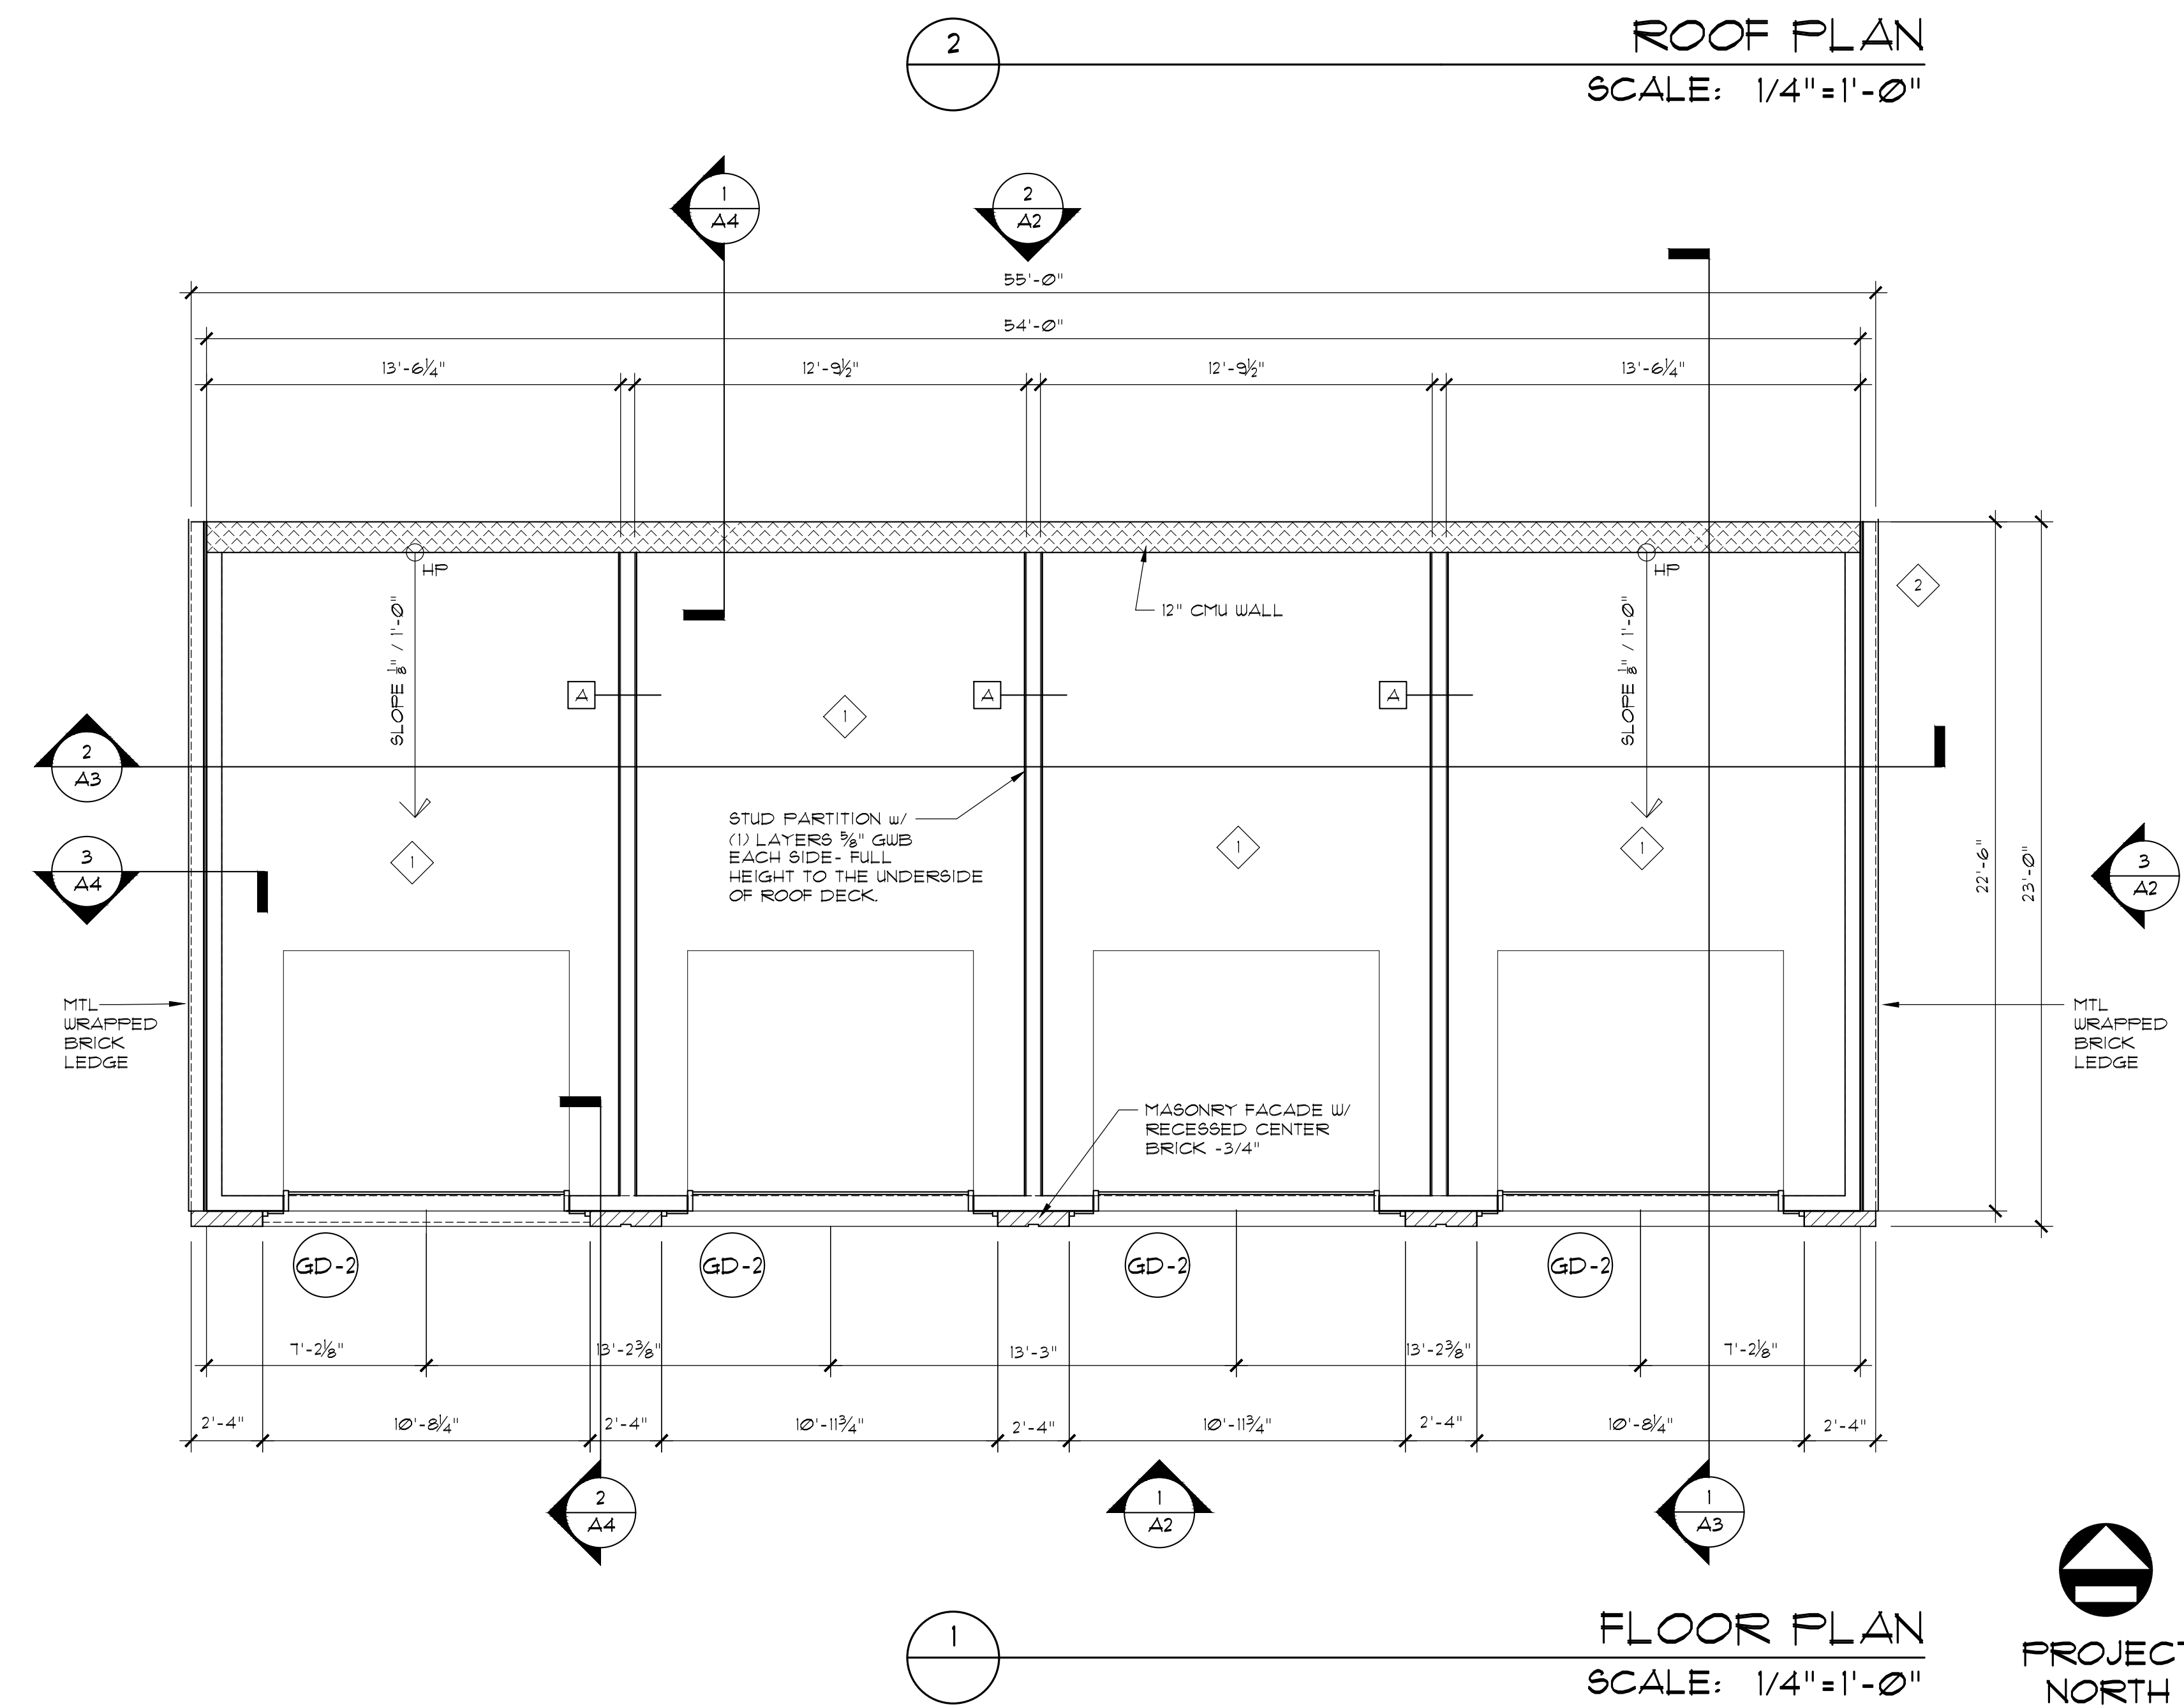 2
ROOF PLAN
SCALE: 1/4"=1'-0"
1
A4
2
A2
55'-0"
54'-0"
13'-6¼"
12'-9½"
12'-9½"
13'-6¼"
HP
HP
SLOPE ⅛" / 1'-0"
SLOPE ⅛" / 1'-0"
2
12" CMU WALL
A
A
A
1
2
A3
STUD PARTITION w/
(1) LAYERS ⅝" GWB
EACH SIDE- FULL
HEIGHT TO THE UNDERSIDE
OF ROOF DECK.
1
1
1
3
A4
22'-6"
23'-0"
3
A2
MTL
WRAPPED
BRICK
LEDGE
MTL
WRAPPED
BRICK
LEDGE
MASONRY FACADE W/
RECESSED CENTER
BRICK -3/4"
GD-2
GD-2
GD-2
GD-2
7'-2⅛"
13'-2⅜"
13'-3"
13'-2⅜"
7'-2⅛"
2'-4"
10'-8¼"
2'-4"
10'-11¾"
2'-4"
10'-11¾"
2'-4"
10'-8¼"
2'-4"
2
A4
1
A2
1
A3
1
FLOOR PLAN
SCALE: 1/4"=1'-0"
PROJECT
NORTH